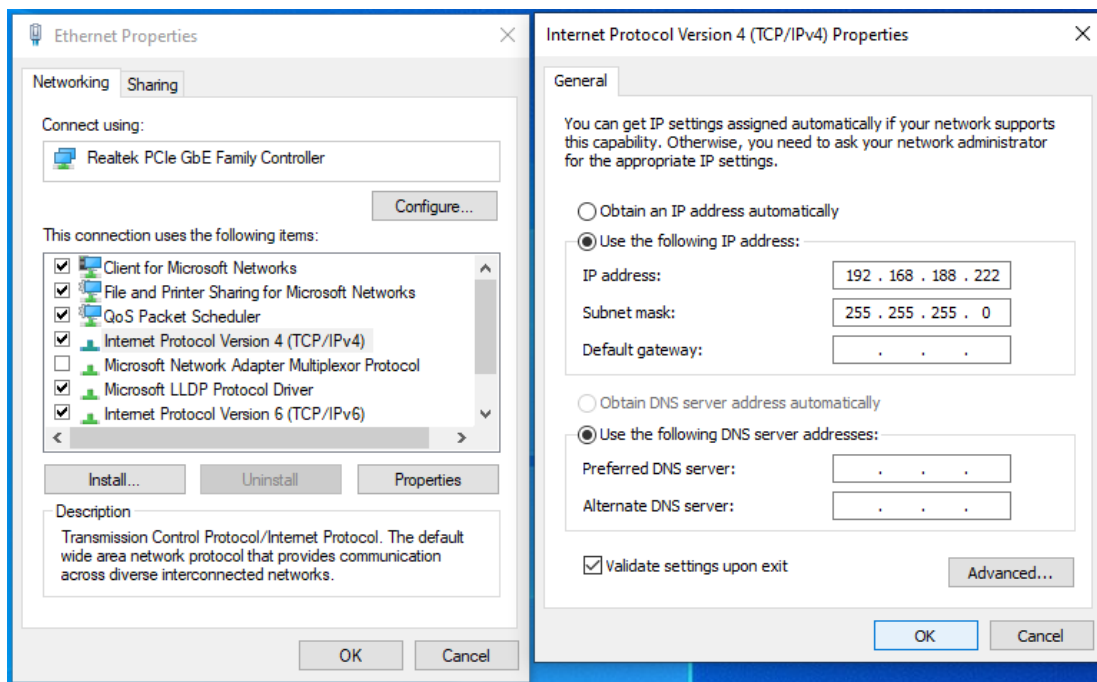 Ethernet Properties
Networking
Sharing
Connect using:
Realtek PCIe GbE Family Controller
Configure...
This connection uses the following items:
Client for Microsoft Networks
File and Printer Sharing for Microsoft Networks
QoS Packet Scheduler
Internet Protocol Version 4 (TCP/IPv4)
Microsoft Network Adapter Multiplexor Protocol
Microsoft LLDP Protocol Driver
Internet Protocol Version 6 (TCP/IPv6)
Install...
Uninstall
Properties
Description
Transmission Control Protocol/Internet Protocol. The default
wide area network protocol that provides communication
across diverse interconnected networks.
OK
Cancel
Internet Protocol Version 4 (TCP/IPv4) Properties
General
You can get IP settings assigned automatically if your network supports
this capability. Otherwise, you need to ask your network administrator
for the appropriate IP settings.
Obtain an IP address automatically
Use the following IP address:
IP address:
192 . 168 . 188 . 222
Subnet mask:
255 . 255 . 255 . 0
Default gateway:
. . .
Obtain DNS server address automatically
Use the following DNS server addresses:
Preferred DNS server:
. . .
Alternate DNS server:
. . .
Validate settings upon exit
Advanced...
OK
Cancel